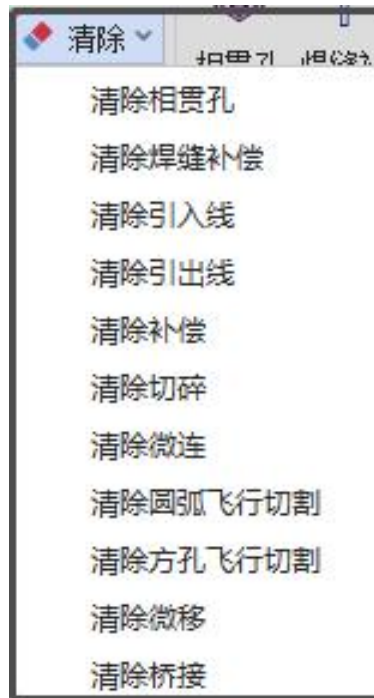 清除
清除相贯孔
清除焊缝补偿
清除引入线
清除引出线
清除补偿
清除切碎
清除微连
清除圆弧飞行切割
清除方孔飞行切割
清除微移
清除桥接